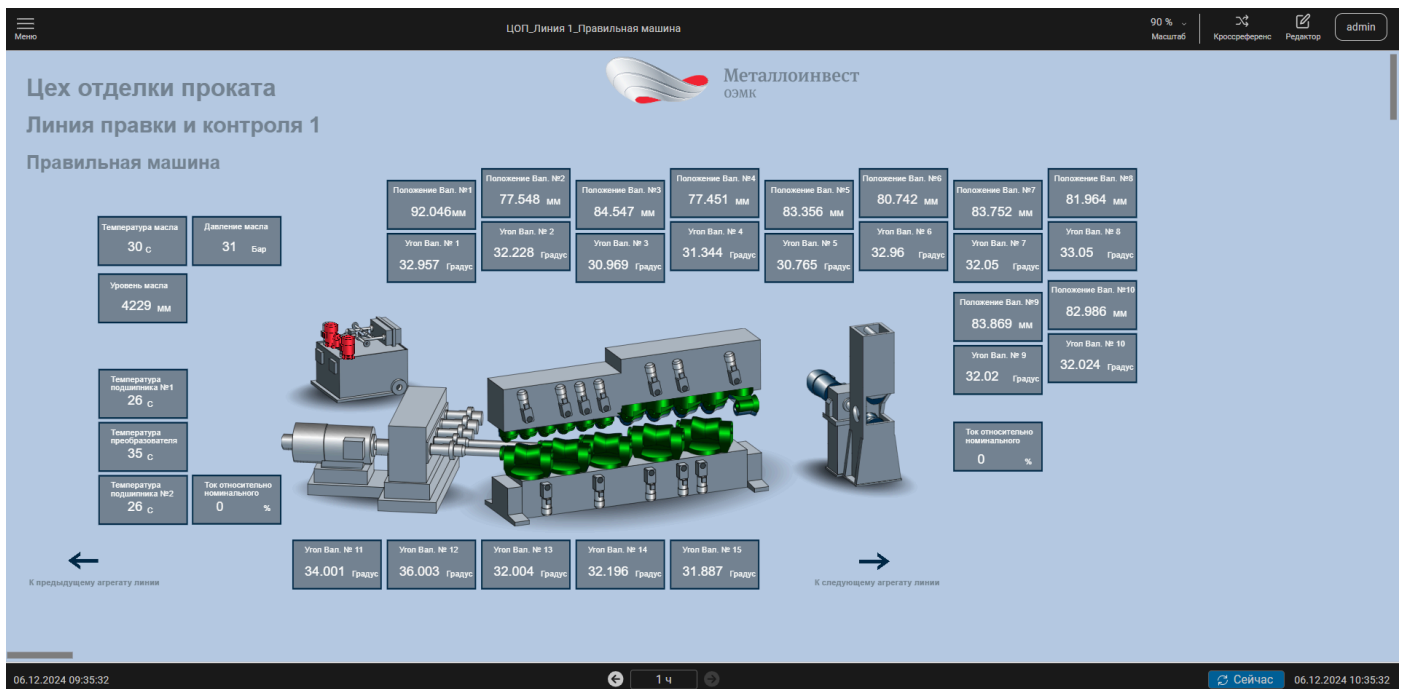 Меню
ЦОП_Линия 1_Правильная машина
90 %
Масштаб
Кроссреференс
Редактор
admin
Цех отделки проката
Линия правки и контроля 1
Правильная машина
Металлоинвест
ОЭМК
Температура масла
30 С
Давление масла
31 Бар
Уровень масла
4229 мм
Положение Вал. №1
92.046мм
Угол Вал. № 1
32.957 Градус
Положение Вал. №2
77.548 мм
Угол Вал. № 2
32.228 Градус
Положение Вал. №3
84.547 мм
Угол Вал. № 3
30.969 Градус
Положение Вал. №4
77.451 мм
Угол Вал. № 4
31.344 Градус
Положение Вал. №5
83.356 мм
Угол Вал. № 5
30.765 Градус
Положение Вал. №6
80.742 мм
Угол Вал. № 6
32.96 Градус
Положение Вал. №7
83.752 мм
Угол Вал. № 7
32.05 Градус
Положение Вал. №8
81.964 мм
Угол Вал. № 8
33.05 Градус
Положение Вал. №9
83.869 мм
Угол Вал. № 9
32.02 Градус
Положение Вал. №10
82.986 мм
Угол Вал. № 10
32.024 Градус
Температура
подшипника №1
26 С
Температура
преобразователя
35 С
Температура
подшипника №2
26 С
Ток относительно
номинального
0 %
Ток относительно
номинального
0 %
Угол Вал. № 11
34.001 Градус
Угол Вал. № 12
36.003 Градус
Угол Вал. № 13
32.004 Градус
Угол Вал. № 14
32.196 Градус
Угол Вал. № 15
31.887 Градус
К предыдущему агрегату линии
К следующему агрегату линии
06.12.2024 09:35:32
1 ч
Сейчас
06.12.2024 10:35:32